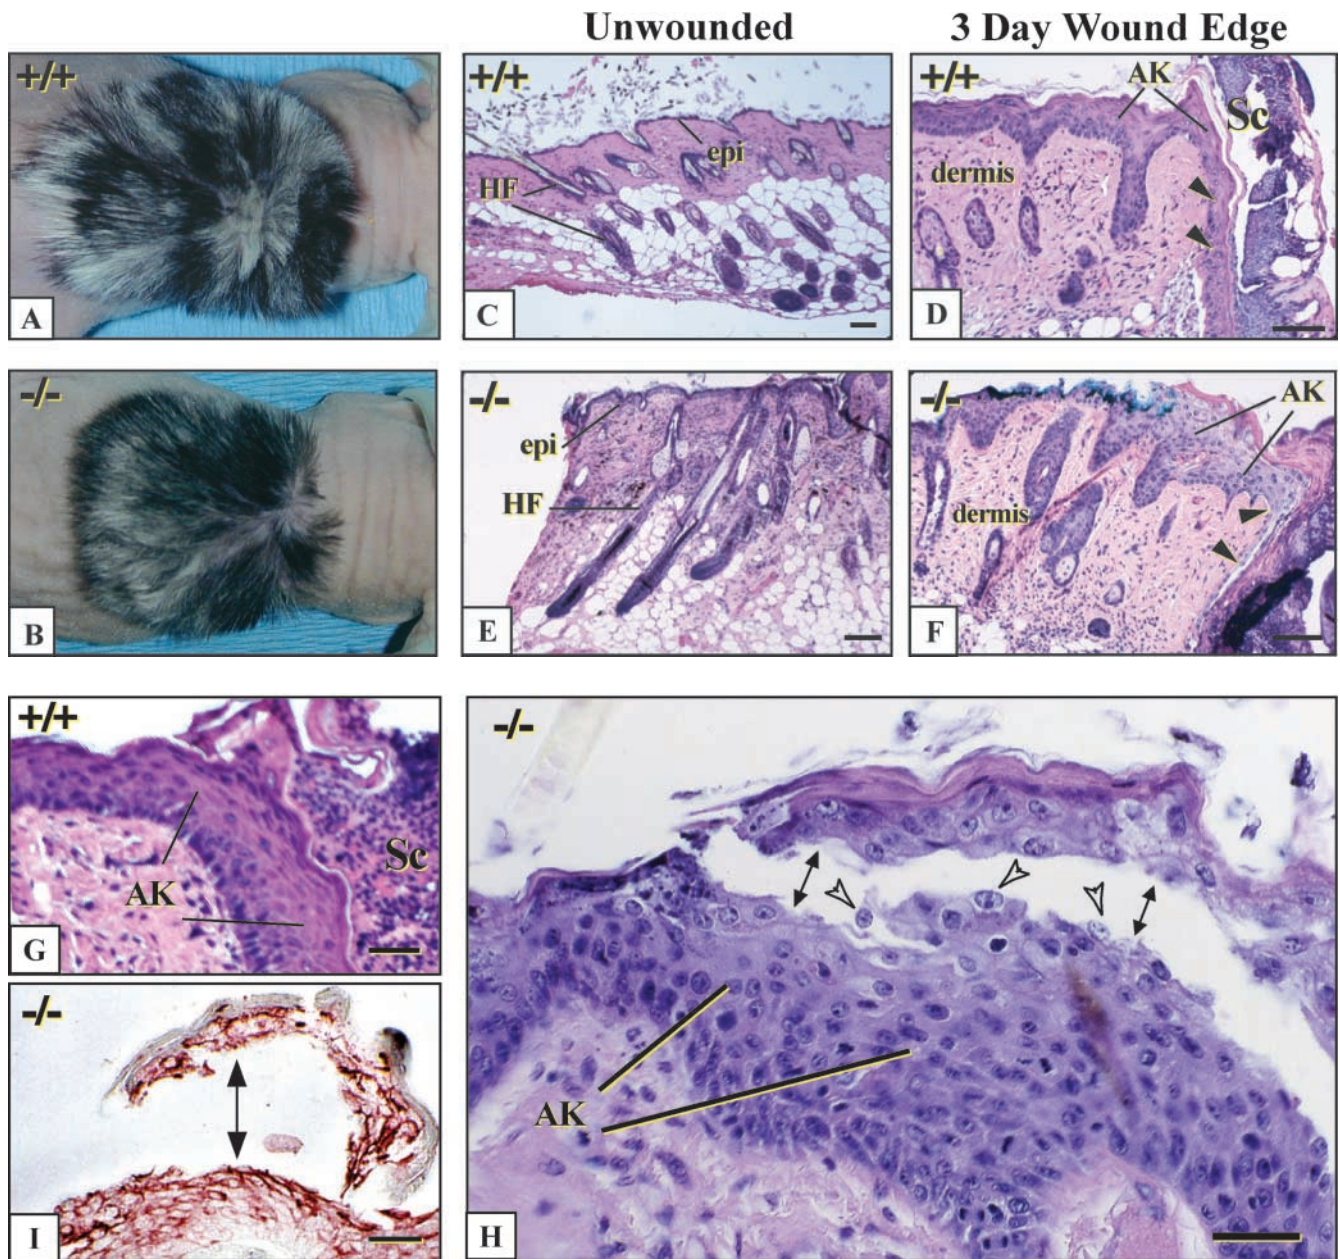 Unwounded
3 Day Wound Edge
+/+
A
+/+
epi
HF
C
+/+
AK
Sc
dermis
D
-/-
B
-/-
epi
HF
E
-/-
AK
dermis
F
+/+
AK
Sc
G
-/-
I
-/-
AK
H